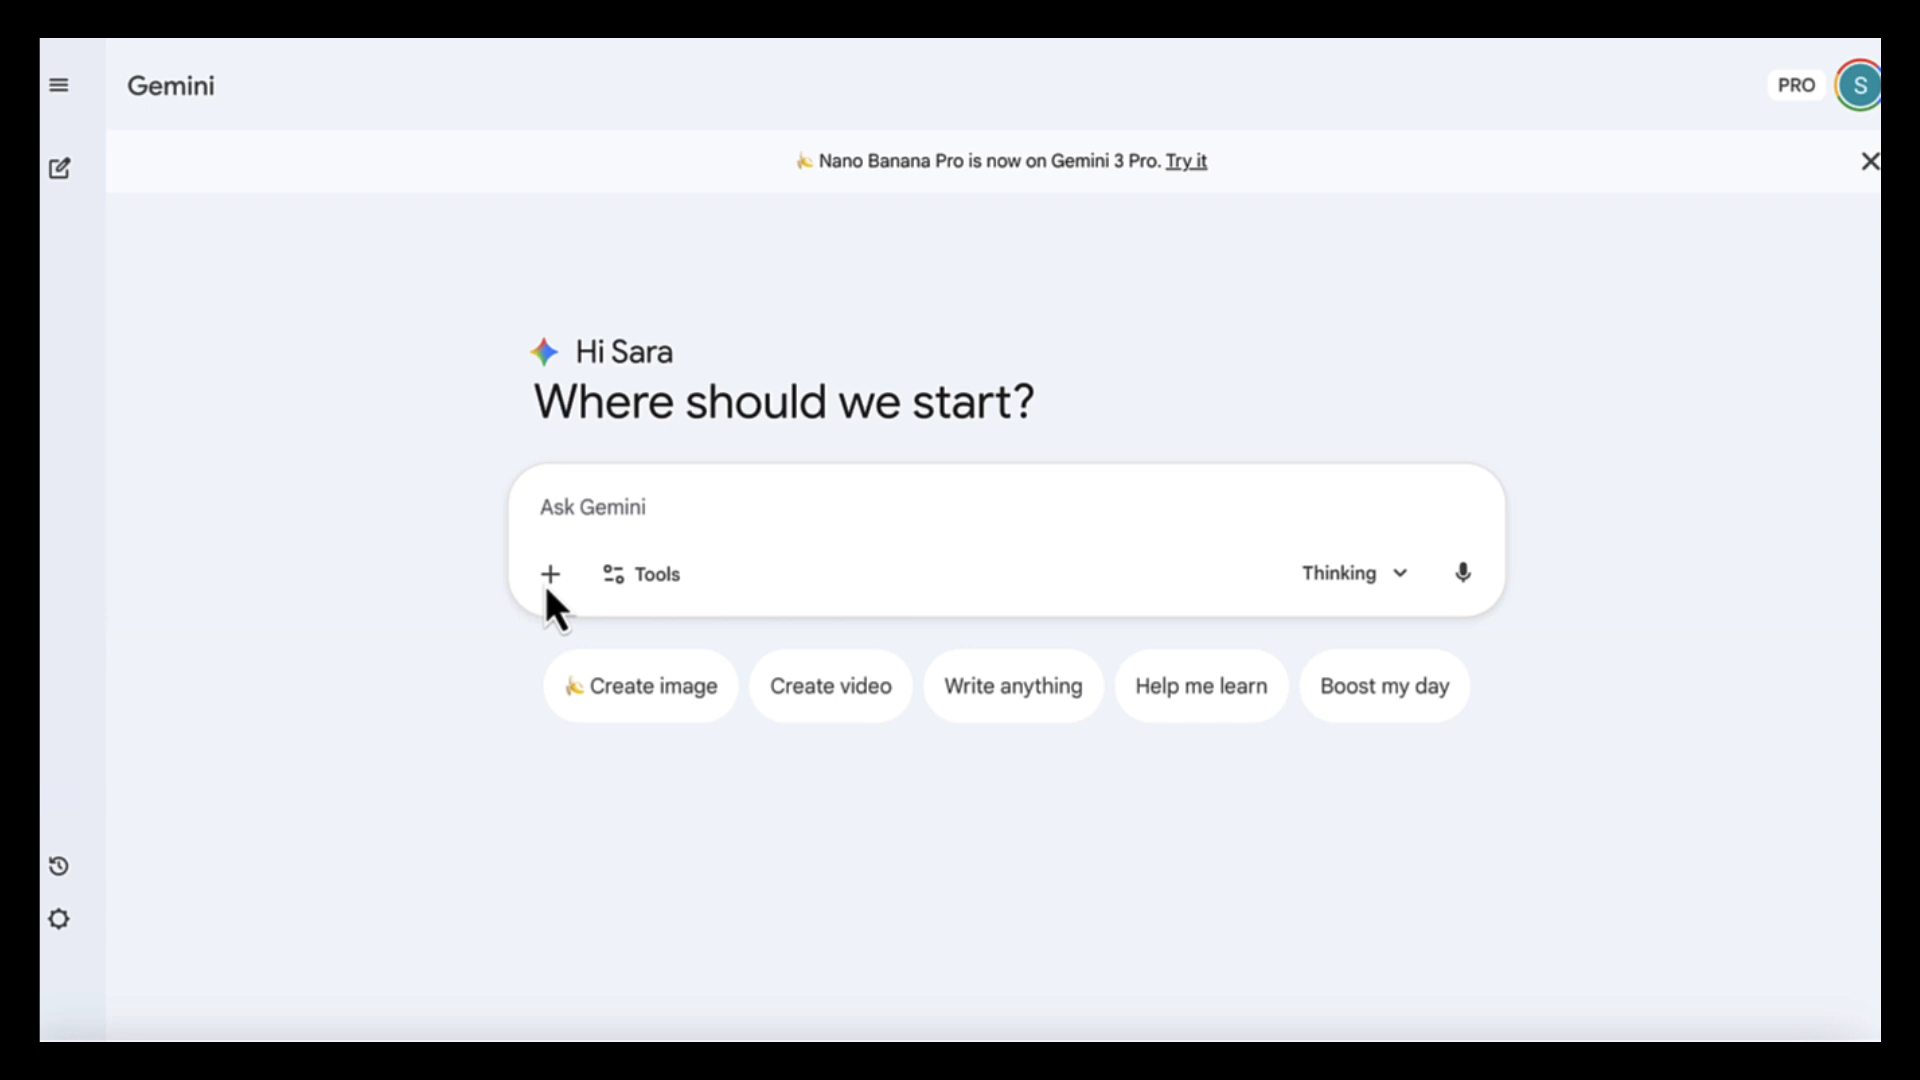 Gemini
PRO
S
Nano Banana Pro is now on Gemini 3 Pro. Try it
Hi Sara
Where should we start?
Ask Gemini
Tools
Thinking
Create image
Create video
Write anything
Help me learn
Boost my day